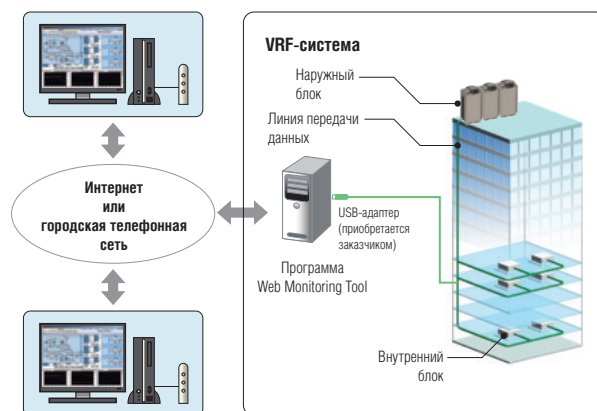 VRF-система
Наружный
блок
Линия передачи
данных
Интернет
или
городская телефонная
сеть
USB-адаптер
(приобретается
заказчиком)
Программа
Web Monitoring Tool
Внутренний
блок